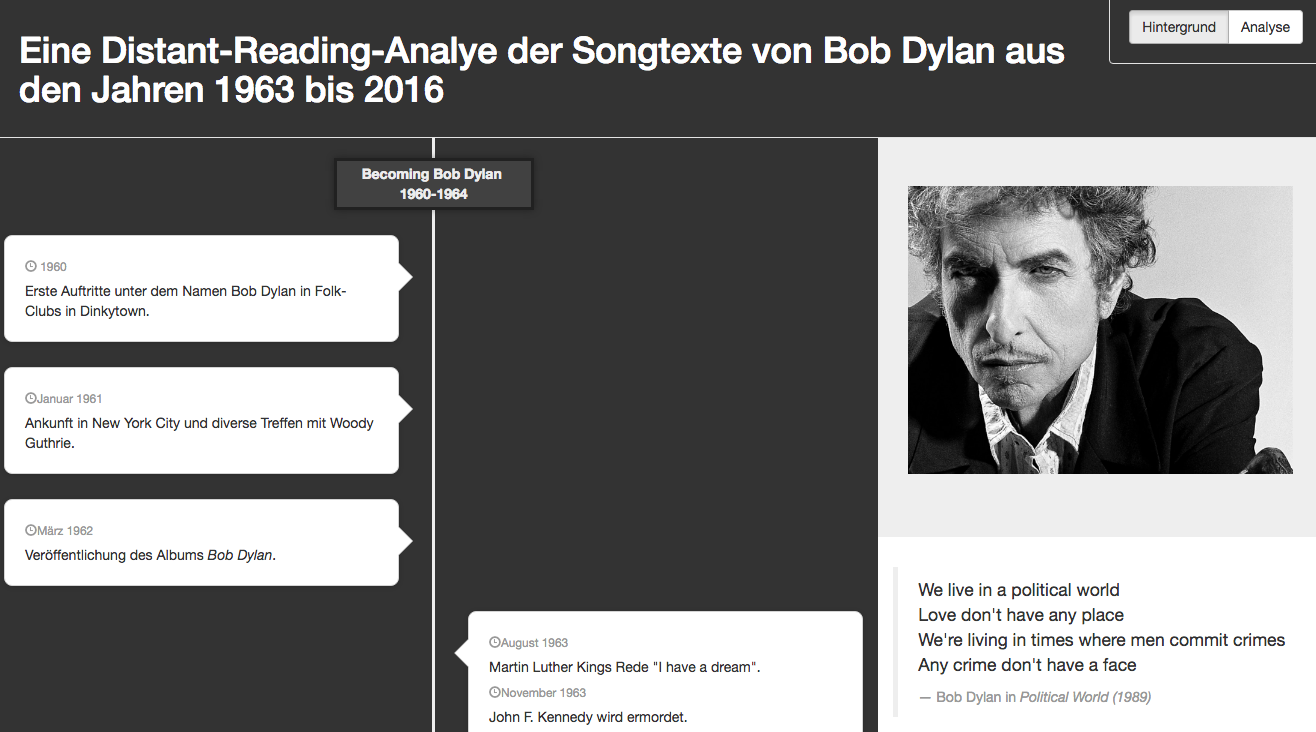 Eine Distant-Reading-Analye der Songtexte von Bob Dylan aus
den Jahren 1963 bis 2016
Hintergrund
Analyse
Becoming Bob Dylan
1960-1964
1960
Erste Auftritte unter dem Namen Bob Dylan in Folk-
Clubs in Dinkytown.
Januar 1961
Ankunft in New York City und diverse Treffen mit Woody
Guthrie.
März 1962
Veröffentlichung des Albums Bob Dylan.
August 1963
Martin Luther Kings Rede "I have a dream".
November 1963
John F. Kennedy wird ermordet.
We live in a political world
Love don't have any place
We're living in times where men commit crimes
Any crime don't have a face
— Bob Dylan in Political World (1989)